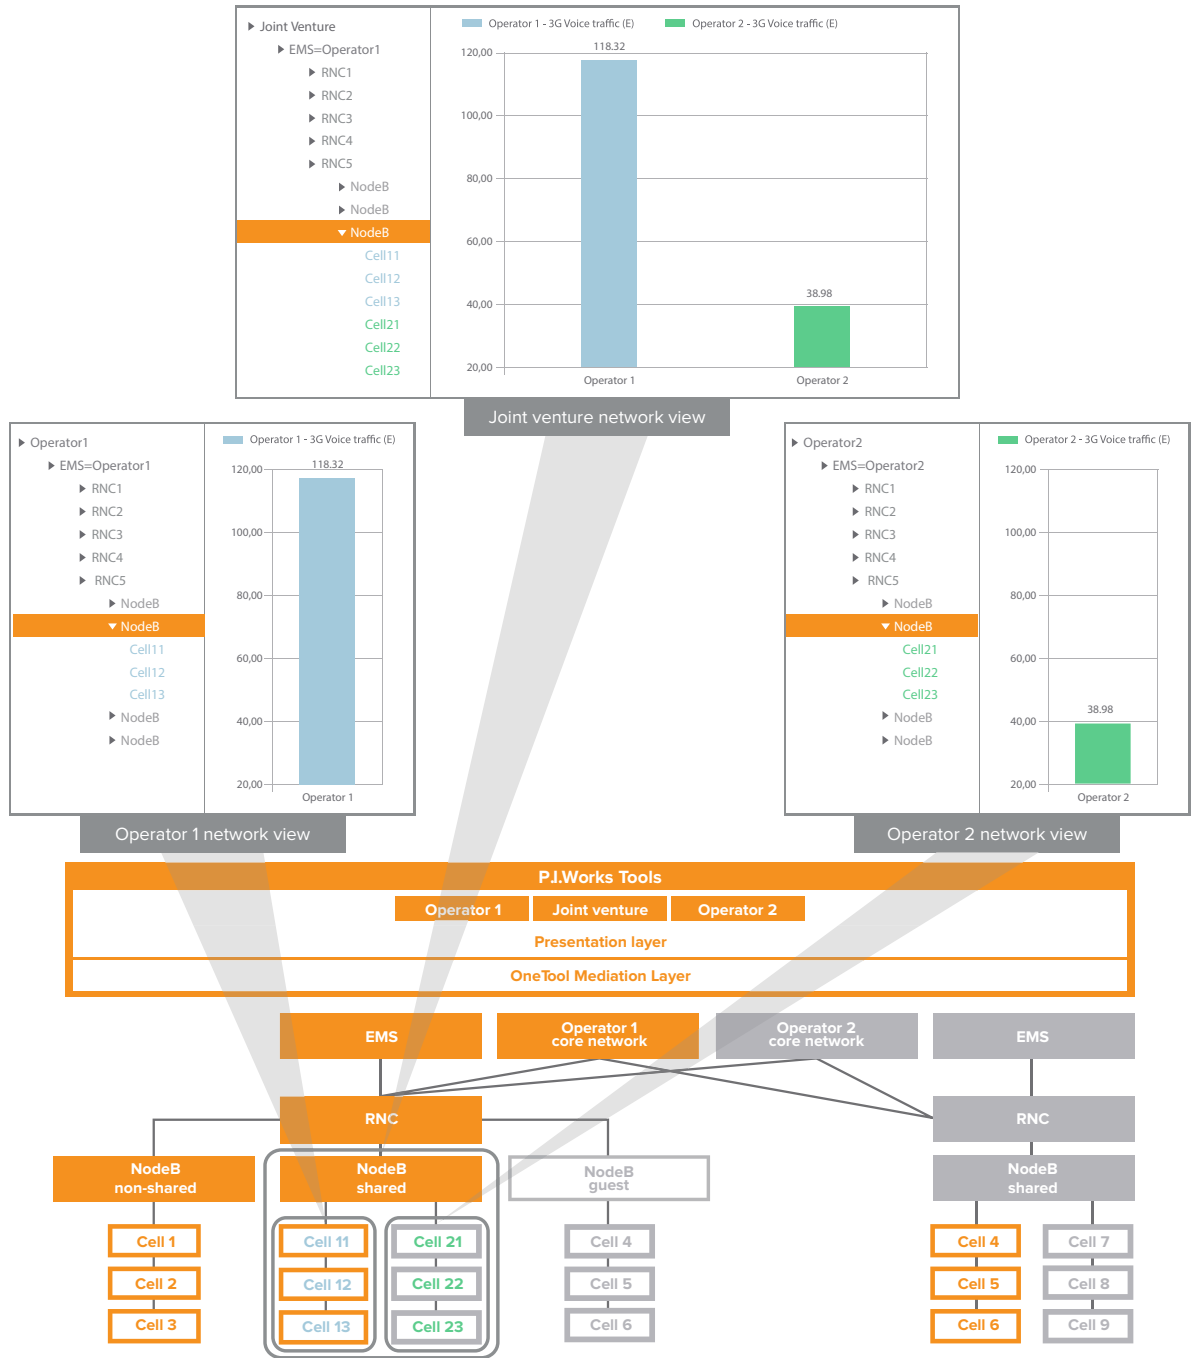 Joint Venture
EMS=Operator1
RNC1
RNC2
RNC3
RNC4
RNC5
NodeB
NodeB
NodeB
Cell11
Cell12
Cell13
Cell21
Cell22
Cell23
Operator 1 - 3G Voice traffic (E)
Operator 2 - 3G Voice traffic (E)
120,00
100,00
80,00
60,00
40,00
20,00
118.32
38.98
Operator 1
Operator 2
Joint venture network view
Operator1
EMS=Operator1
RNC1
RNC2
RNC3
RNC4
RNC5
NodeB
NodeB
Cell11
Cell12
Cell13
NodeB
NodeB
Operator 1 - 3G Voice traffic (E)
120,00
100,00
80,00
60,00
40,00
20,00
118.32
Operator 1
Operator 1 network view
Operator2
EMS=Operator2
RNC1
RNC2
RNC3
RNC4
RNC5
NodeB
NodeB
Cell21
Cell22
Cell23
NodeB
NodeB
Operator 2 - 3G Voice traffic (E)
120,00
100,00
80,00
60,00
40,00
20,00
38.98
Operator 2
Operator 2 network view
P.I.Works Tools
Operator 1
Joint venture
Operator 2
Presentation layer
OneTool Mediation Layer
EMS
Operator 1
core network
Operator 2
core network
EMS
RNC
RNC
NodeB
non-shared
NodeB
shared
NodeB
guest
NodeB
shared
Cell 1
Cell 2
Cell 3
Cell 11
Cell 12
Cell 13
Cell 21
Cell 22
Cell 23
Cell 4
Cell 5
Cell 6
Cell 4
Cell 5
Cell 6
Cell 7
Cell 8
Cell 9